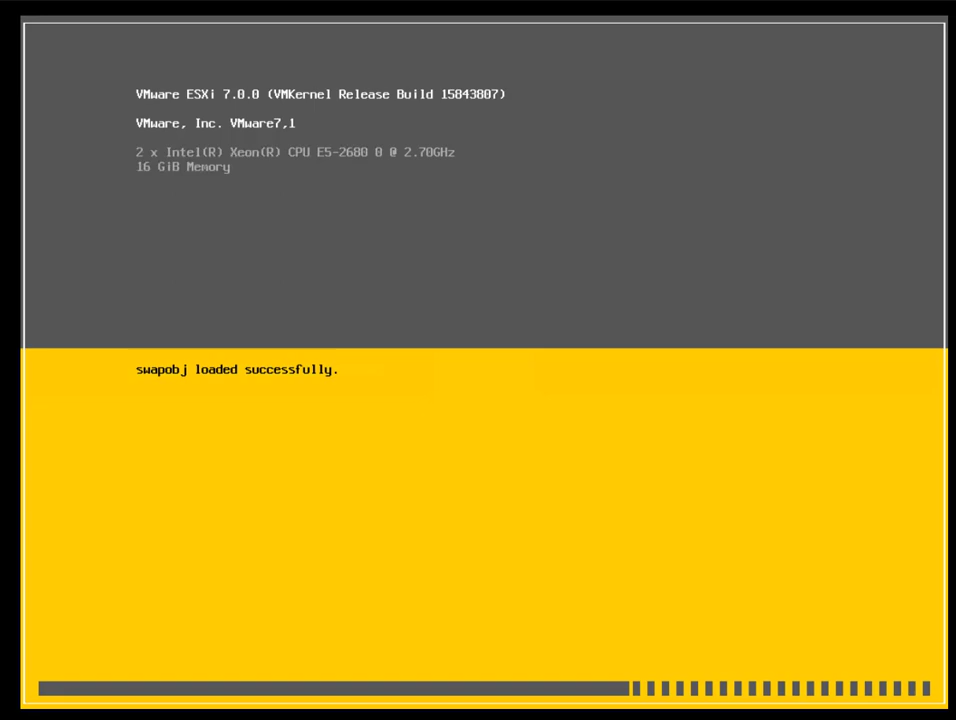 VMware ESXi 7.0.0 (VMKernel Release Build 15843807)
VMware, Inc. VMware7,1
2 x Intel(R) Xeon(R) CPU E5-2680 0 @ 2.70GHz
16 GiB Memory
swapobj loaded successfully.